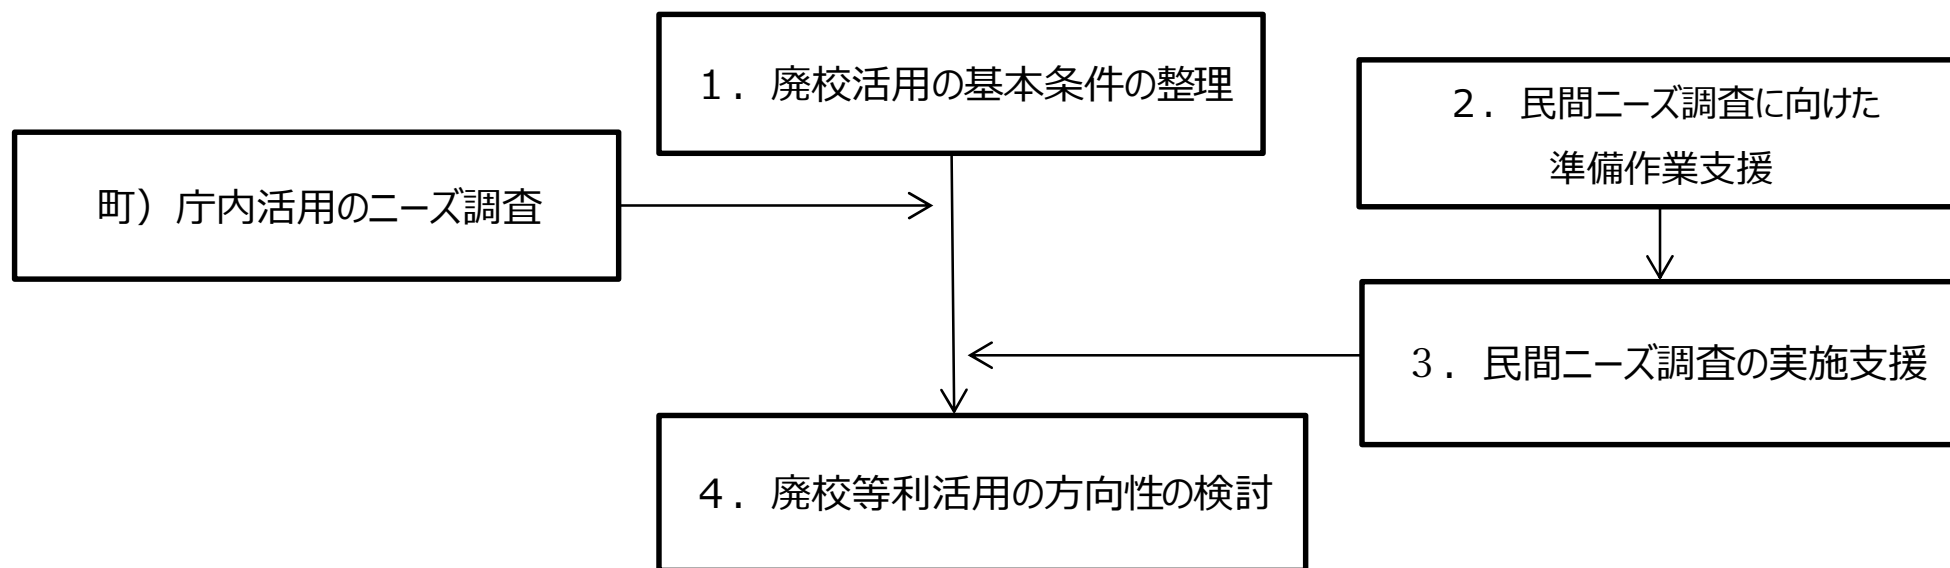 1．廃校活用の基本条件の整理
2．民間ニーズ調査に向けた
準備作業支援
町）庁内活用のニーズ調査
3．民間ニーズ調査の実施支援
4．廃校等利活用の方向性の検討